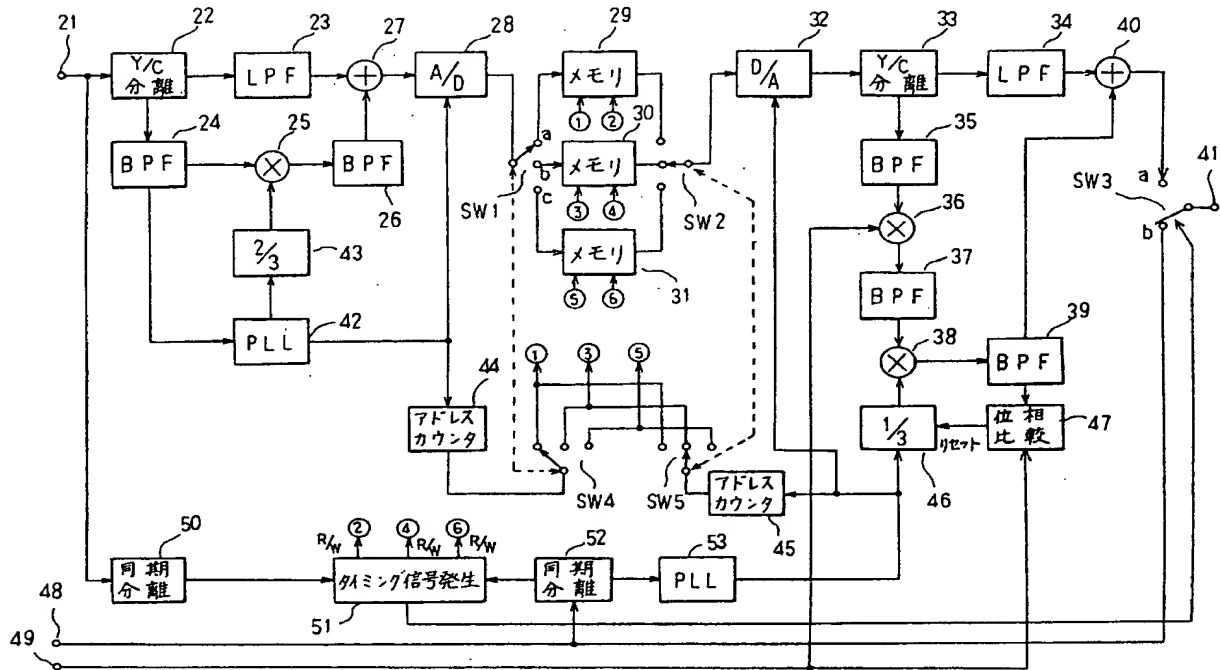 21
22
23
27
28
29
32
33
34
40
Y/C
分離
LPF
+
A/D
メモリ
D/A
Y/C
分離
LPF
+
① ②
24
25
30
35
a
b
c
BPF
×
BPF
メモリ
BPF
SW1
SW2
SW3
a
b
41
26
③ ④
36
×
2/3
43
メモリ
31
37
BPF
⑤ ⑥
PLL
42
38
×
39
BPF
① ③ ⑤
44
アドレス
カウンタ
1/3
リセット
位相
比較
47
SW4
SW5
アドレス
カウンタ
45
46
② ④ ⑥
R/W R/W R/W
50
52
53
同期
分離
タイミング信号発生
同期
分離
PLL
51
48
49